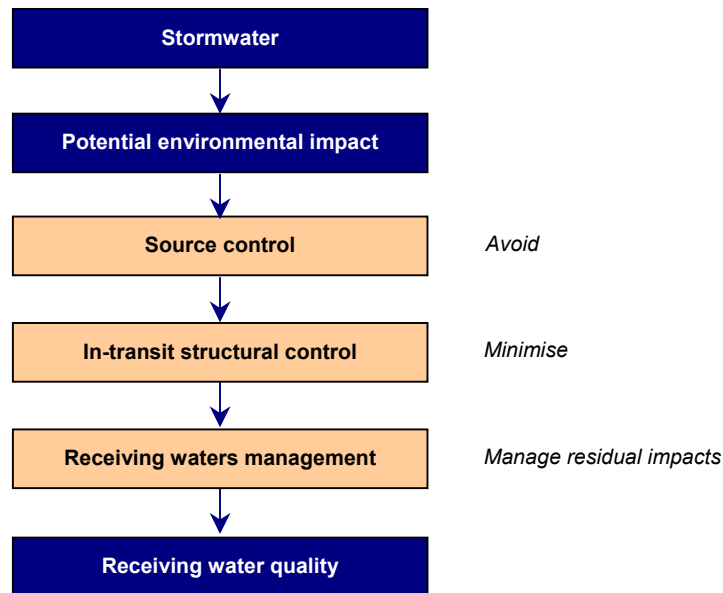 Stormwater
Potential environmental impact
Source control
Avoid
In-transit structural control
Minimise
Receiving waters management
Manage residual impacts
Receiving water quality